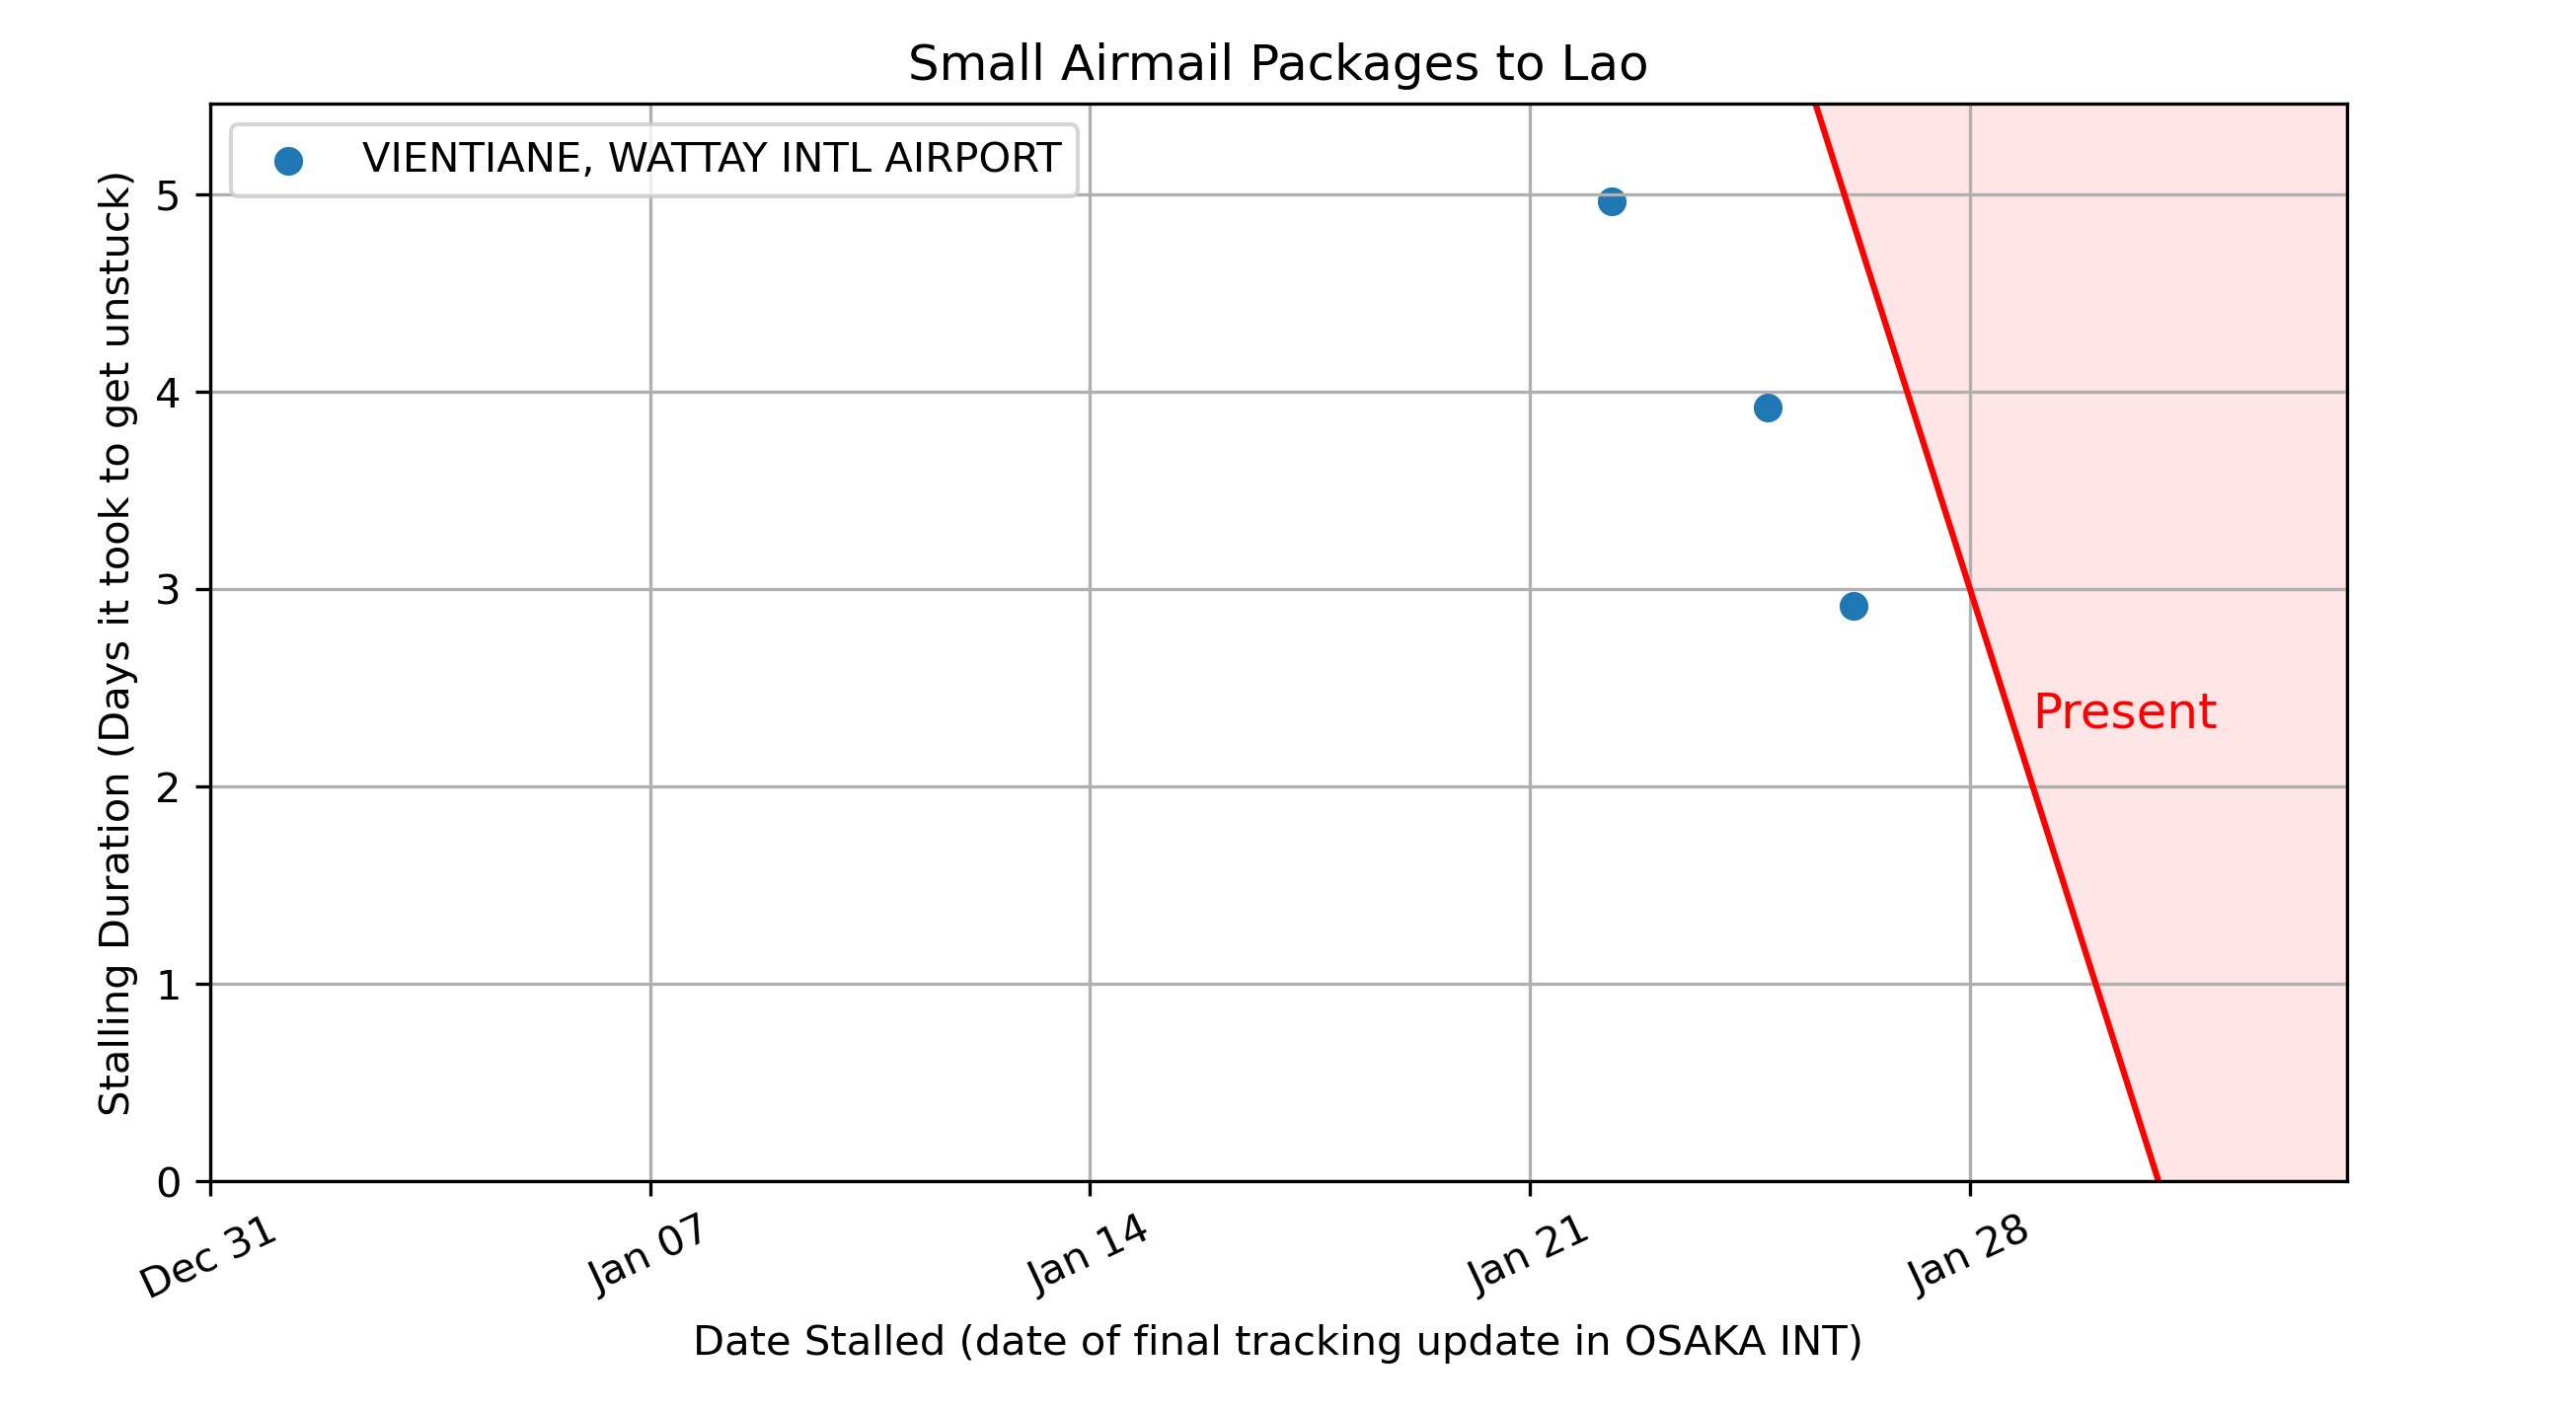 Small Airmail Packages to Lao
VIENTIANE, WATTAY INTL AIRPORT
Stalling Duration (Days it took to get unstuck)
5
4
3
2
1
0
Present
Dec 31
Jan 07
Jan 14
Jan 21
Jan 28
Date Stalled (date of final tracking update in OSAKA INT)